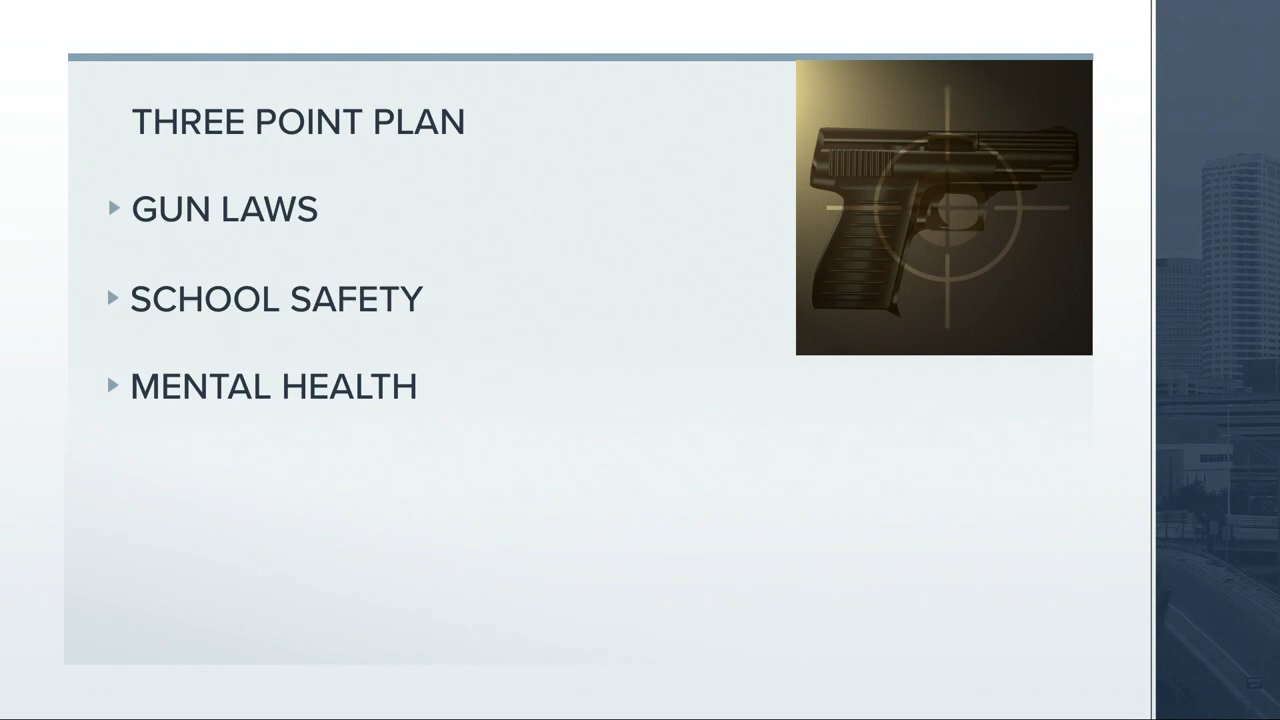 THREE POINT PLAN
GUN LAWS
SCHOOL SAFETY
MENTAL HEALTH